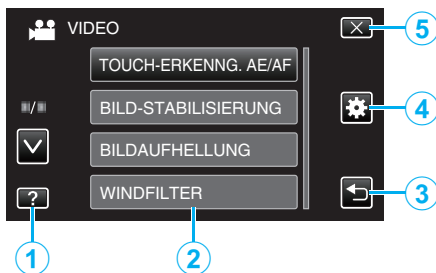 VIDEO
5
TOUCH-ERKENNG. AE/AF
BILD-STABILISIERUNG
4
BILDAUFHELLUNG
?
WINDFILTER
3
1
2